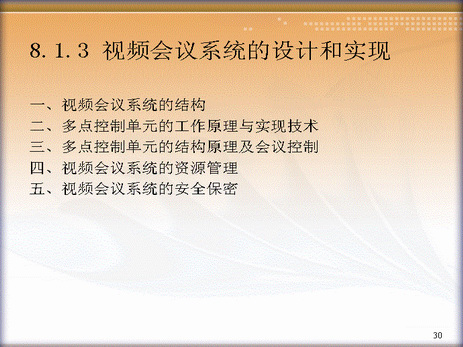 8.1.3 视频会议系统的设计和实现
一、视频会议系统的结构
二、多点控制单元的工作原理与实现技术
三、多点控制单元的结构原理及会议控制
四、视频会议系统的资源管理
五、视频会议系统的安全保密
30